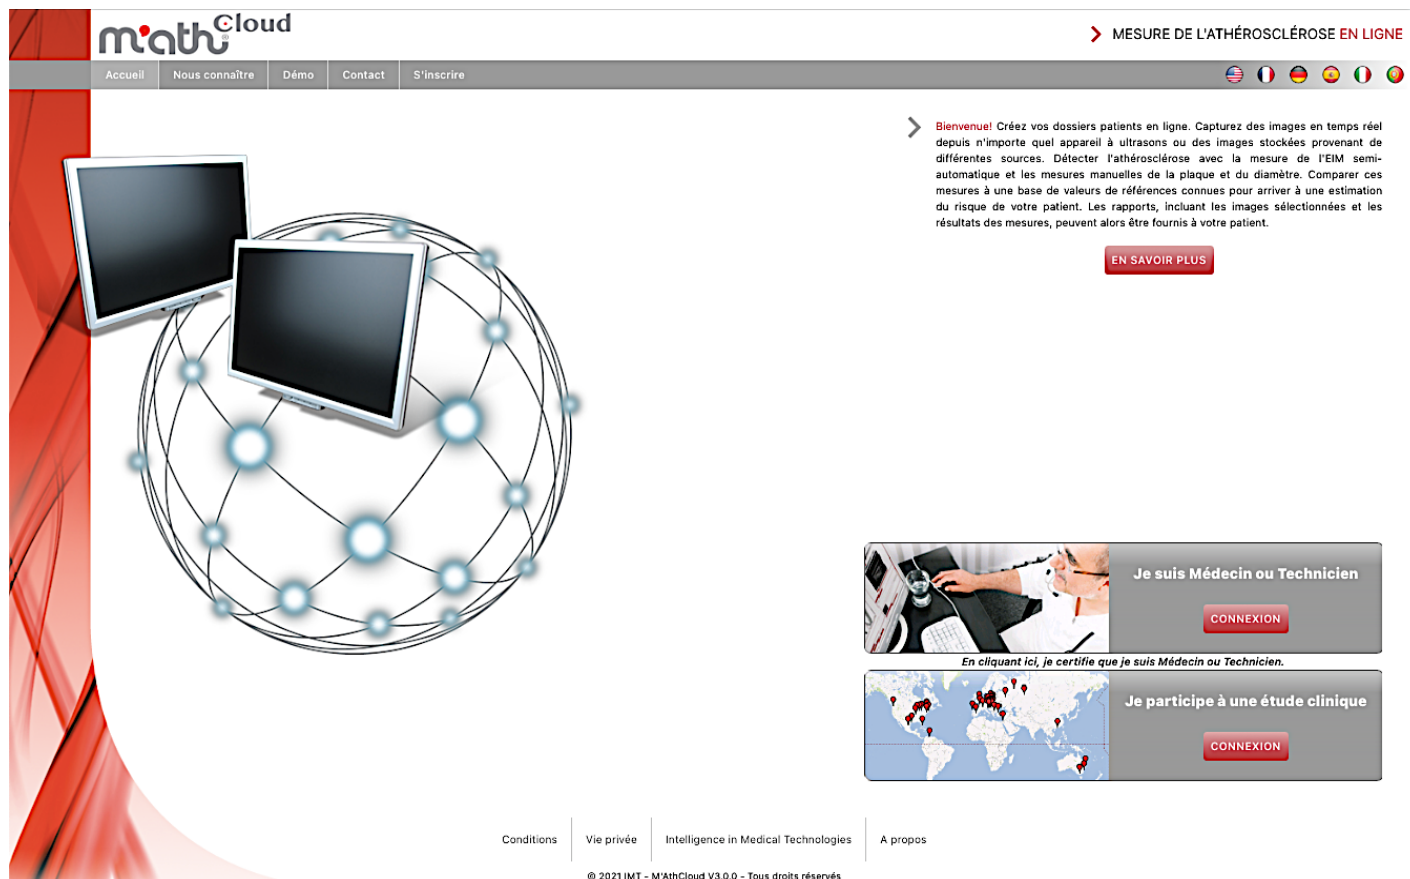 m'ath Cloud ®
MESURE DE L'ATHÉROSCLÉROSE EN LIGNE
Accueil
Nous connaître
Démo
Contact
S'inscrire
Bienvenue! Créez vos dossiers patients en ligne. Capturez des images en temps réel
depuis n'importe quel appareil à ultrasons ou des images stockées provenant de
différentes sources. Détecter l'athérosclérose avec la mesure de l'EIM semi-
automatique et les mesures manuelles de la plaque et du diamètre. Comparer ces
mesures à une base de valeurs de références connues pour arriver à une estimation
du risque de votre patient. Les rapports, incluant les images sélectionnées et les
résultats des mesures, peuvent alors être fournis à votre patient.
EN SAVOIR PLUS
Je suis Médecin ou Technicien
CONNEXION
En cliquant ici, je certifie que je suis Médecin ou Technicien.
Je participe à une étude clinique
CONNEXION
Conditions
Vie privée
Intelligence in Medical Technologies
A propos
© 2021 IMT - M'AthCloud V3.0.0 - Tous droits réservés